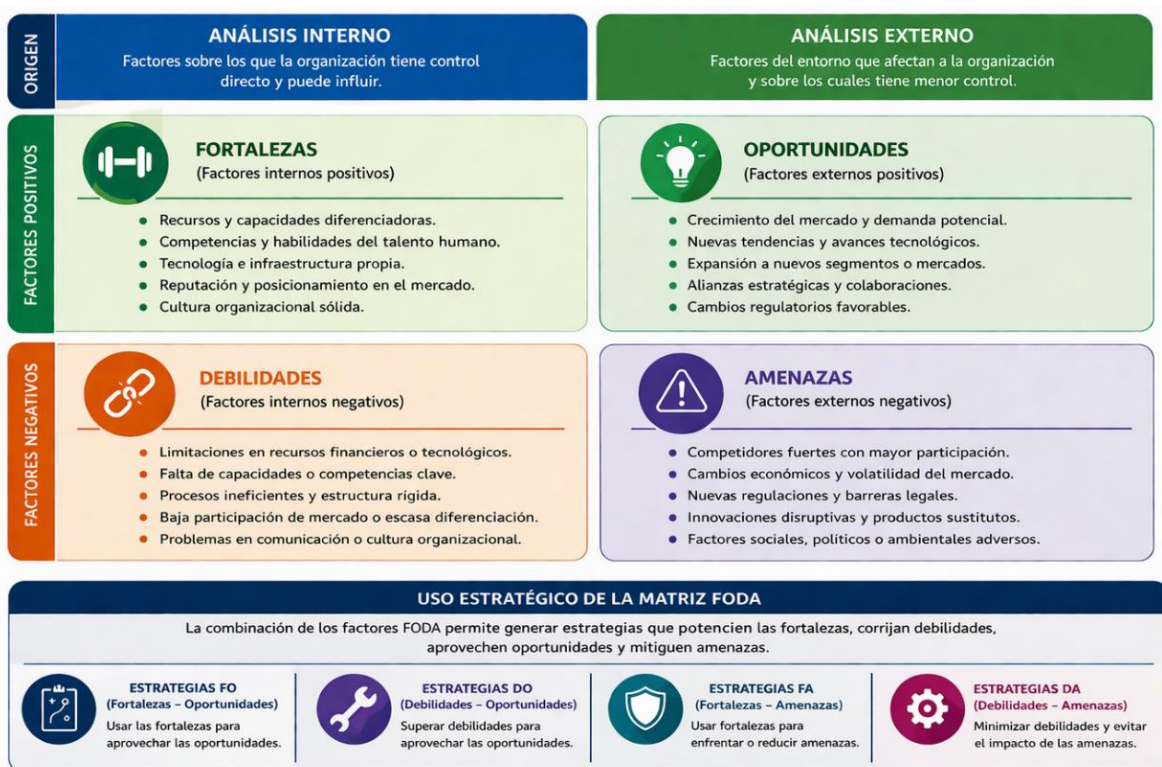 ORIGEN
ANÁLISIS INTERNO
Factores sobre los que la organización tiene control
directo y puede influir.
ANÁLISIS EXTERNO
Factores del entorno que afectan a la organización
y sobre los cuales tiene menor control.
FACTORES POSITIVOS
FORTALEZAS
(Factores internos positivos)
• Recursos y capacidades diferenciadoras.
• Competencias y habilidades del talento humano.
• Tecnología e infraestructura propia.
• Reputación y posicionamiento en el mercado.
• Cultura organizacional sólida.
OPORTUNIDADES
(Factores externos positivos)
• Crecimiento del mercado y demanda potencial.
• Nuevas tendencias y avances tecnológicos.
• Expansión a nuevos segmentos o mercados.
• Alianzas estratégicas y colaboraciones.
• Cambios regulatorios favorables.
FACTORES NEGATIVOS
DEBILIDADES
(Factores internos negativos)
• Limitaciones en recursos financieros o tecnológicos.
• Falta de capacidades o competencias clave.
• Procesos ineficientes y estructura rígida.
• Baja participación de mercado o escasa diferenciación.
• Problemas en comunicación o cultura organizacional.
AMENAZAS
(Factores externos negativos)
• Competidores fuertes con mayor participación.
• Cambios económicos y volatilidad del mercado.
• Nuevas regulaciones y barreras legales.
• Innovaciones disruptivas y productos sustitutos.
• Factores sociales, políticos o ambientales adversos.
USO ESTRATÉGICO DE LA MATRIZ FODA
La combinación de los factores FODA permite generar estrategias que potencien las fortalezas, corrijan debilidades,
aprovechen oportunidades y mitiguen amenazas.
ESTRATEGIAS FO
(Fortalezas – Oportunidades)
Usar las fortalezas para
aprovechar las oportunidades.
ESTRATEGIAS DO
(Debilidades – Oportunidades)
Superar debilidades para
aprovechar las oportunidades.
ESTRATEGIAS FA
(Fortalezas – Amenazas)
Usar fortalezas para
enfrentar o reducir amenazas.
ESTRATEGIAS DA
(Debilidades – Amenazas)
Minimizar debilidades y evitar
el impacto de las amenazas.